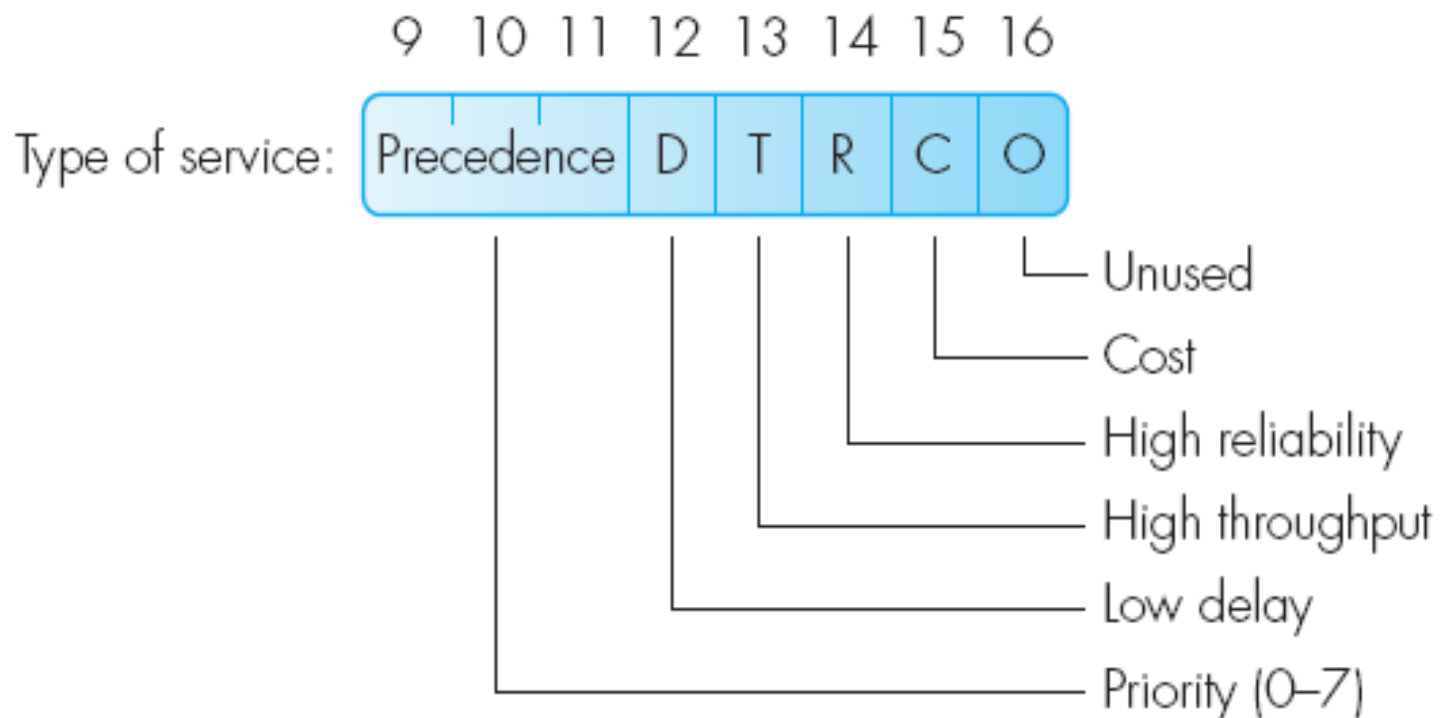 9 10 11 12 13 14 15 16
Type of service: Precedence D T R C O
Unused
Cost
High reliability
High throughput
Low delay
Priority (0–7)